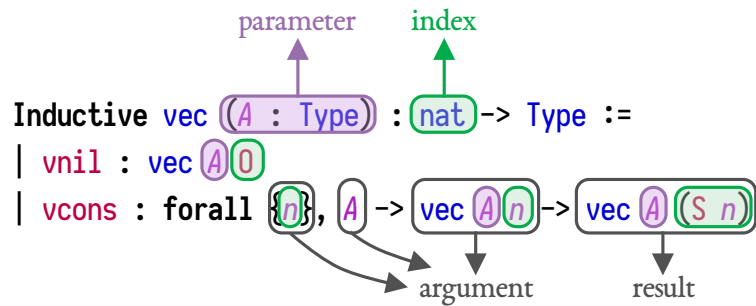 parameter index
Inductive vec (A : Type) : nat -> Type :=
| vnil : vec A O
| vcons : forall {n}, A -> vec A n -> vec A (S n)
argument result